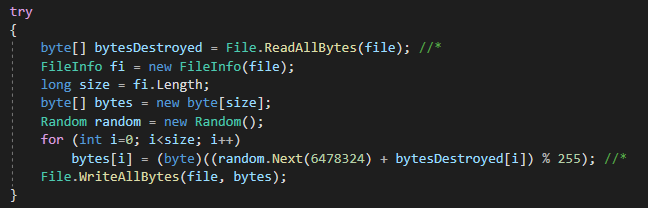 try
{
byte[] bytesDestroyed = File.ReadAllBytes(file); //*
FileInfo fi = new FileInfo(file);
long size = fi.Length;
byte[] bytes = new byte[size];
Random random = new Random();
for (int i=0; i<size; i++)
bytes[i] = (byte)((random.Next(6478324) + bytesDestroyed[i]) % 255); //*
File.WriteAllBytes(file, bytes);
}